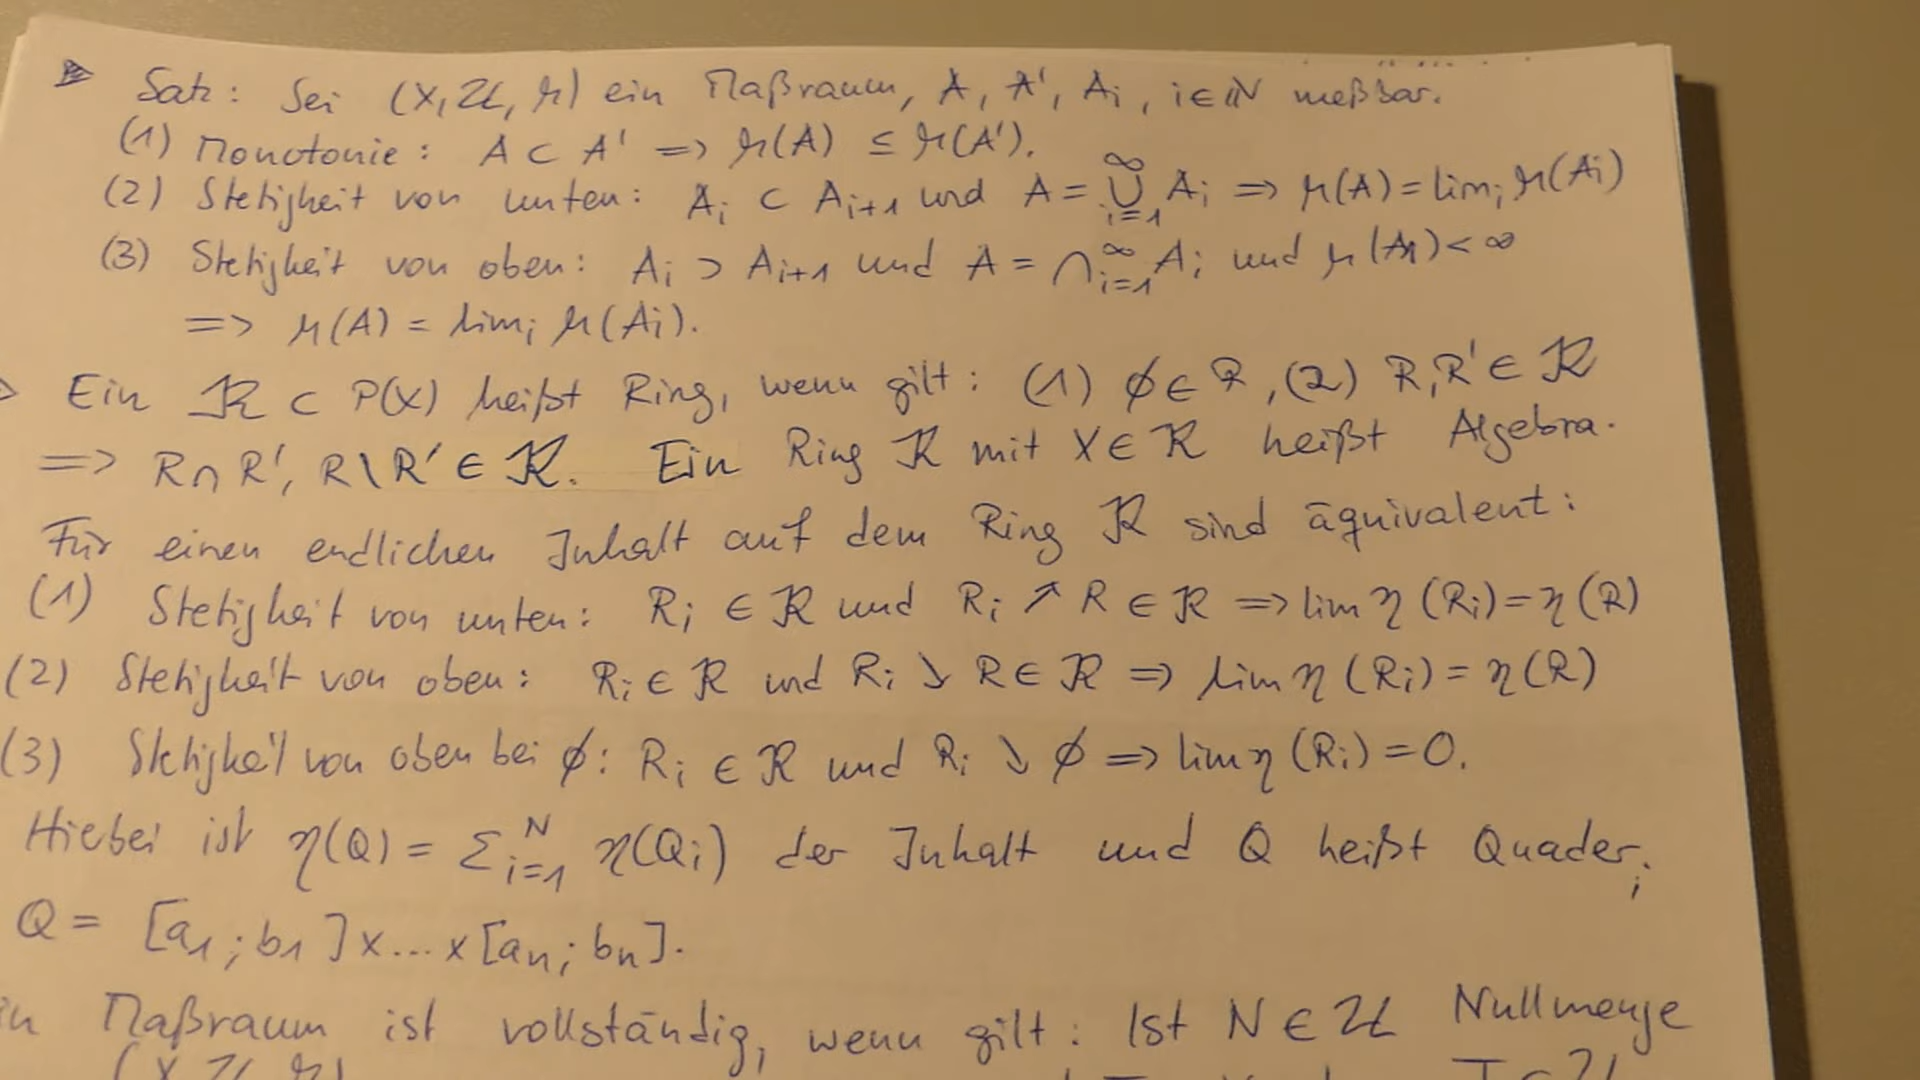 Satz: Sei (X, 𝒰, μ) ein Maßraum, A, A', Aᵢ, i∈ℕ meßbar.
(1) Monotonie: A ⊂ A' => μ(A) ≤ μ(A').
(2) Stetigkeit von unten: Aᵢ ⊂ Aᵢ₊₁ und A = ⋃_{i=1}^∞ Aᵢ => μ(A) = limᵢ μ(Aᵢ)
(3) Stetigkeit von oben: Aᵢ ⊃ Aᵢ₊₁ und A = ∩_{i=1}^∞ Aᵢ und μ(A₁) < ∞
=> μ(A) = limᵢ μ(Aᵢ).
Ein ℛ ⊂ P(X) heißt Ring, wenn gilt: (1) ∅ ∈ ℛ, (2) R, R' ∈ ℛ
=> R∩R', R\R' ∈ ℛ. Ein Ring ℛ mit X ∈ ℛ heißt Algebra.
Für einen endlichen Inhalt auf dem Ring ℛ sind äquivalent:
(1) Stetigkeit von unten: Rᵢ ∈ ℛ und Rᵢ ↗ R ∈ ℛ => lim η(Rᵢ) = η(R)
(2) Stetigkeit von oben: Rᵢ ∈ ℛ und Rᵢ ↘ R ∈ ℛ => lim η(Rᵢ) = η(R)
(3) Stetigkeit von oben bei ∅: Rᵢ ∈ ℛ und Rᵢ ↘ ∅ => lim η(Rᵢ) = 0.
Hiebei ist η(Q) = Σ_{i=1}^N η(Qᵢ) der Inhalt und Q heißt Quader;
Q = [a₁; b₁] x ... x [aₙ; bₙ].
in Maßraum ist vollständig, wenn gilt: Ist N ∈ 𝒰 Nullmenge
(X, 𝒰, μ)